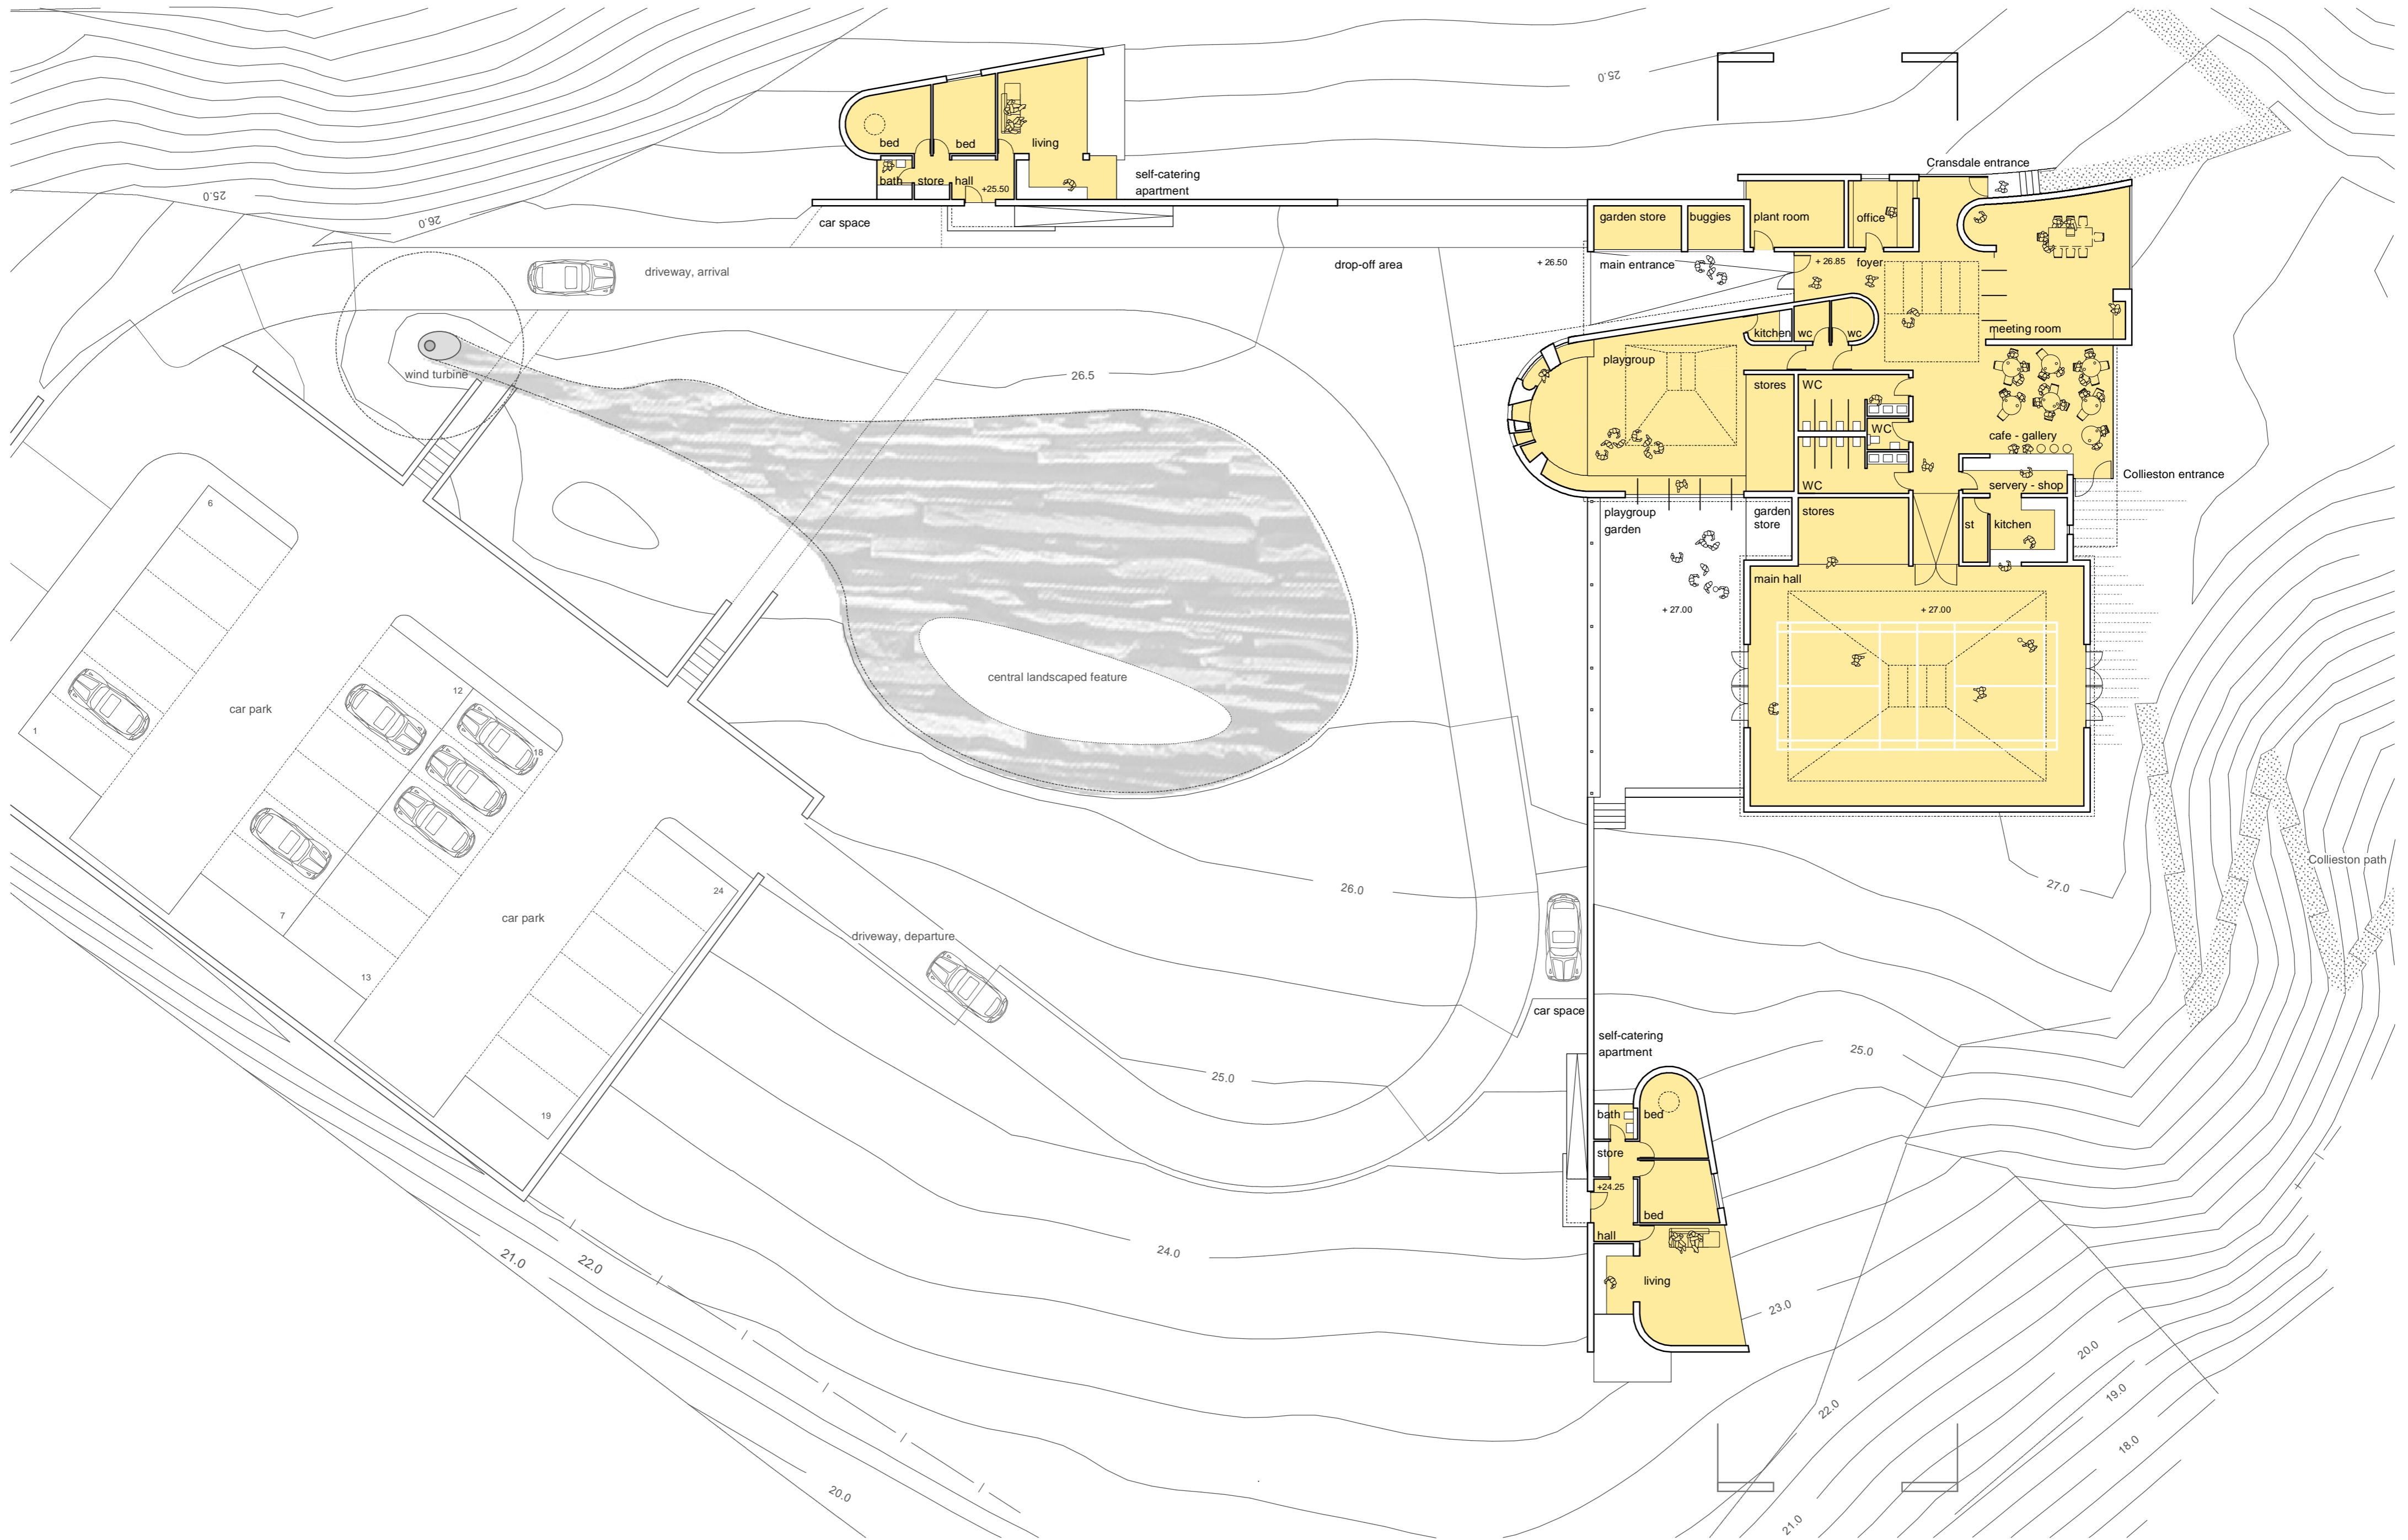 25.0
Cransdale entrance
bed
bed
living
self-catering
apartment
bath
store
hall
+25.50
25.0
26.0
car space
garden store
buggies
plant room
office
driveway, arrival
drop-off area
+ 26.50
main entrance
+ 26.85
foyer
meeting room
kitchen
wc
wc
playgroup
wind turbine
26.5
stores
WC
WC
WC
cafe - gallery
Collieston entrance
servery - shop
6
playgroup
garden
garden
store
stores
st
kitchen
main hall
+ 27.00
+ 27.00
central landscaped feature
12
car park
1
18
Collieston path
24
26.0
27.0
7
car park
driveway, departure
13
car space
self-catering
apartment
25.0
25.0
19
bath
bed
store
+24.25
bed
hall
24.0
21.0
22.0
living
23.0
20.0
19.0
22.0
18.0
20.0
21.0